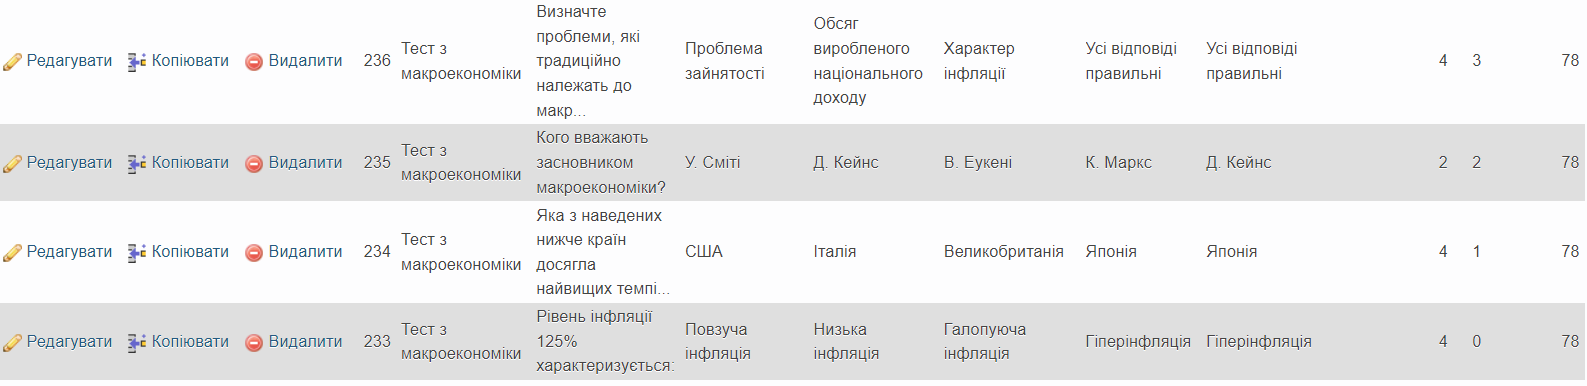 Редагувати Копіювати Видалити 236 Тест з макроекономіки Визначте проблеми, які традиційно належать до макр... Проблема зайнятості Обсяг виробленого національного доходу Характер інфляції Усі відповіді правильні Усі відповіді правильні 4 3 78
Редагувати Копіювати Видалити 235 Тест з макроекономіки Кого вважають засновником макроекономіки? У. Сміті Д. Кейнс В. Еукені К. Маркс Д. Кейнс 2 2 78
Редагувати Копіювати Видалити 234 Тест з макроекономіки Яка з наведених нижче країн досягла найвищих темпі... США Італія Великобританія Японія Японія 4 1 78
Редагувати Копіювати Видалити 233 Тест з макроекономіки Рівень інфляції 125% характеризується: Повзуча інфляція Низька інфляція Галопуюча інфляція Гіперінфляція Гіперінфляція 4 0 78